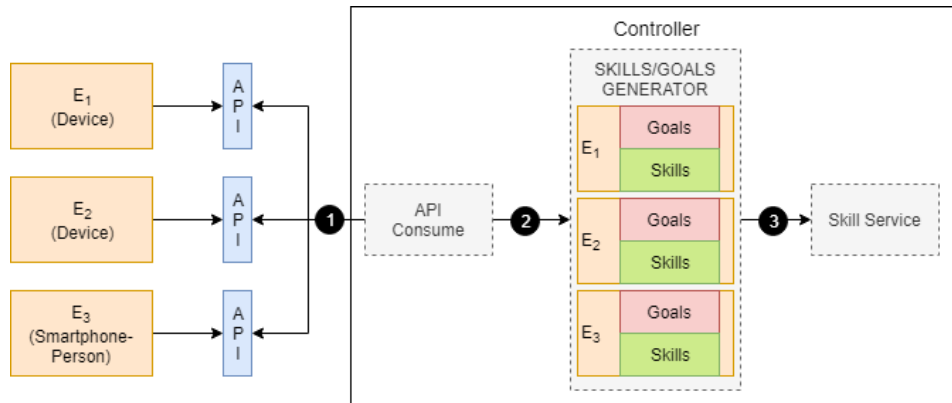 Controller
E1
(Device)
A
P
I
E2
(Device)
A
P
I
E3
(Smartphone-
Person)
A
P
I
1
API
Consume
2
SKILLS/GOALS
GENERATOR
E1
Goals
Skills
E2
Goals
Skills
E3
Goals
Skills
3
Skill Service